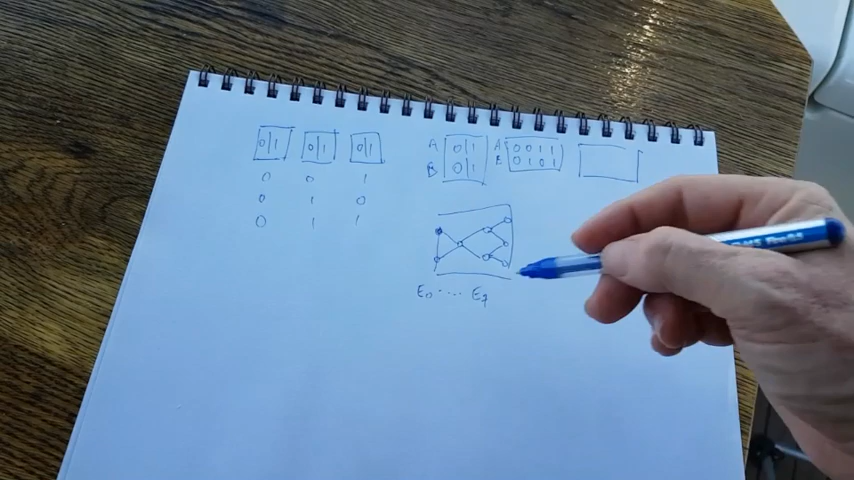 0|1 0|1 0|1
0 0 1
0 1 0
0 1 1
A 0|1
B 0|1
A 0 0 1 1
B 0 1 0 1
E0 .... E7